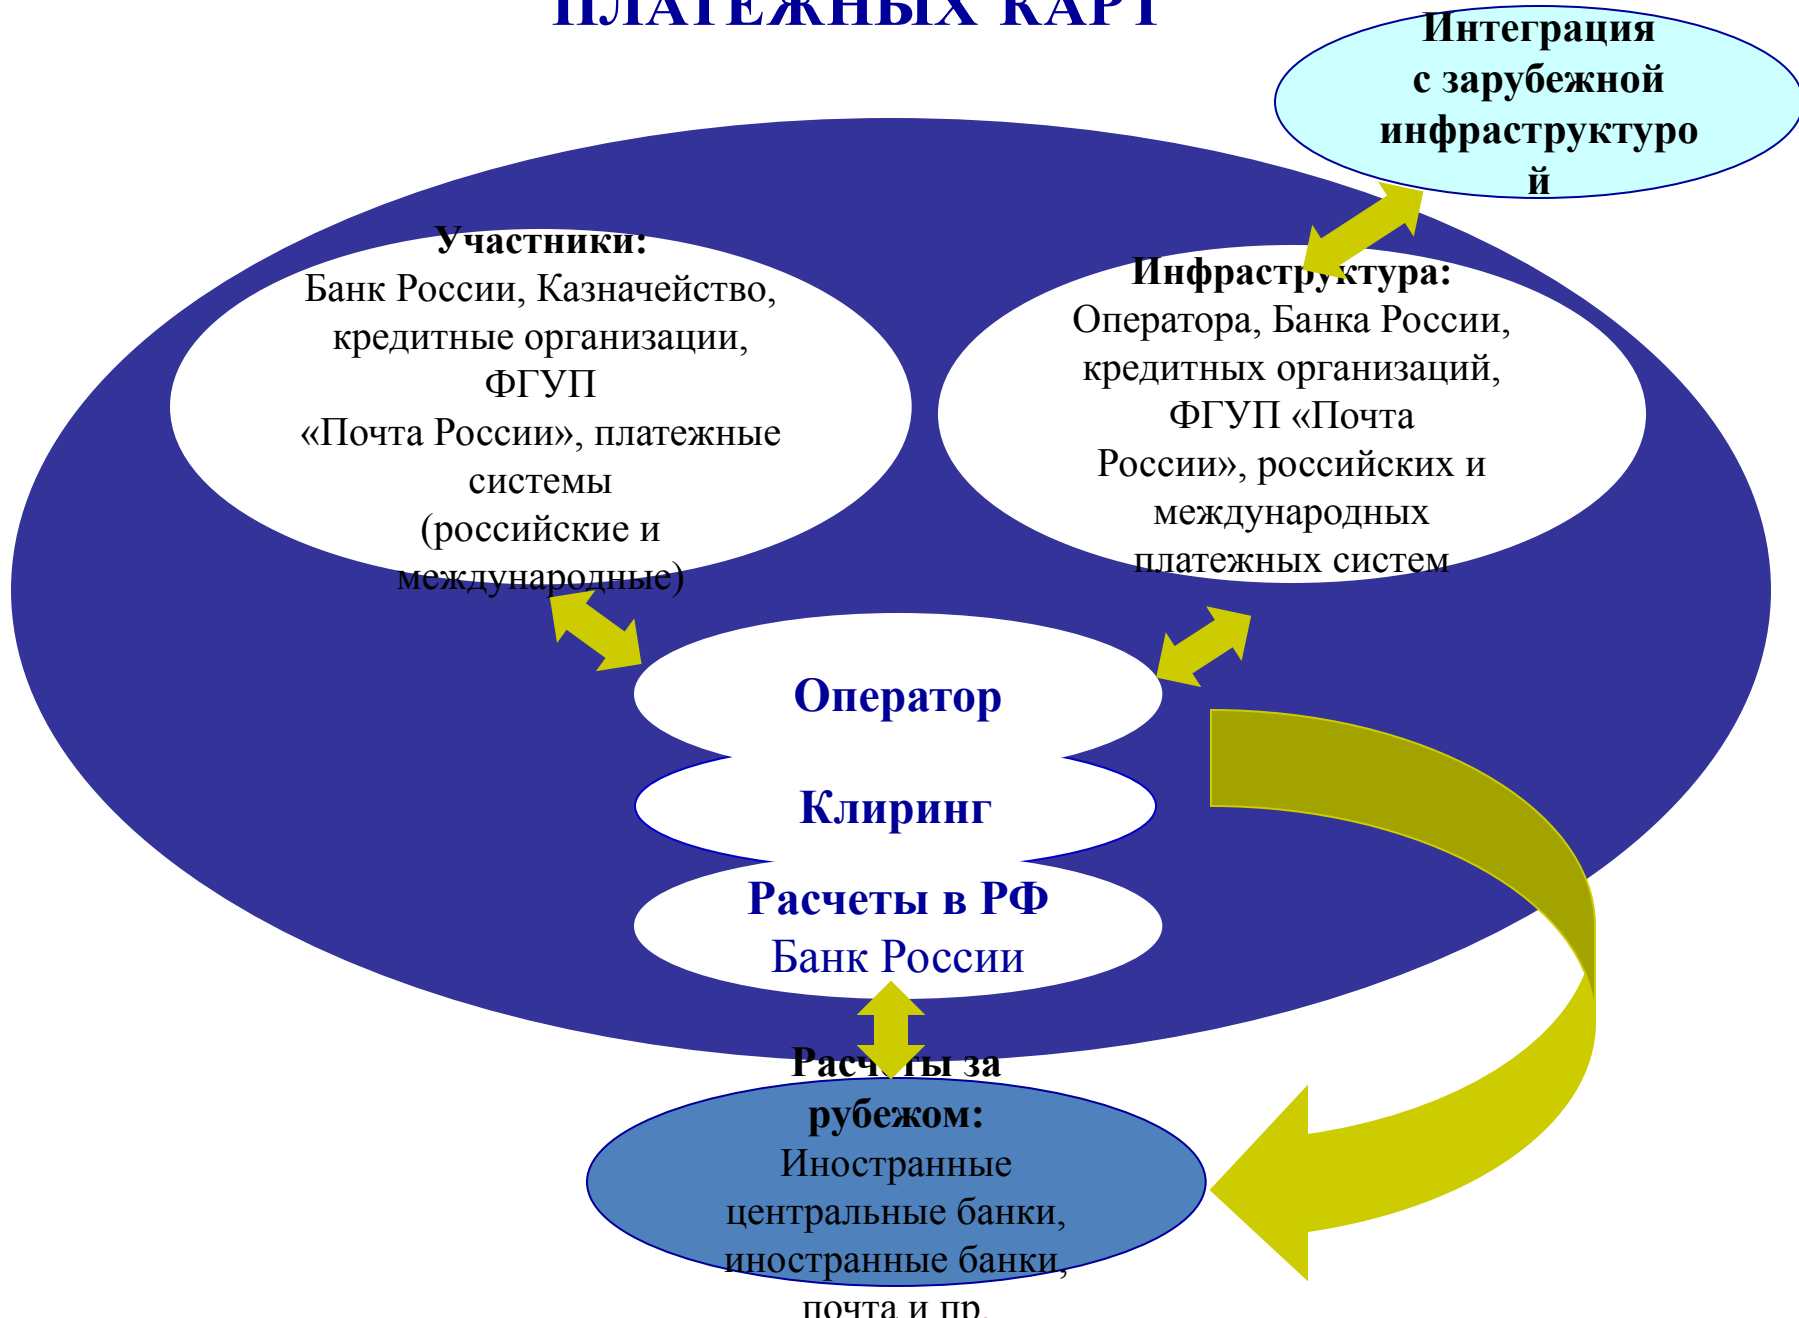 ПЛАТЕЖНЫХ КАРТ
Интеграция
с зарубежной
инфраструктуро
й
Участники:
Банк России, Казначейство,
кредитные организации,
ФГУП
«Почта России», платежные
системы
(российские и
международные)
Инфраструктура:
Оператора, Банка России,
кредитных организаций,
ФГУП «Почта
России», российских и
международных
платежных систем
Оператор
Клиринг
Расчеты в РФ
Банк России
Расчеты за
рубежом:
Иностранные
центральные банки,
иностранные банки,
почта и пр.